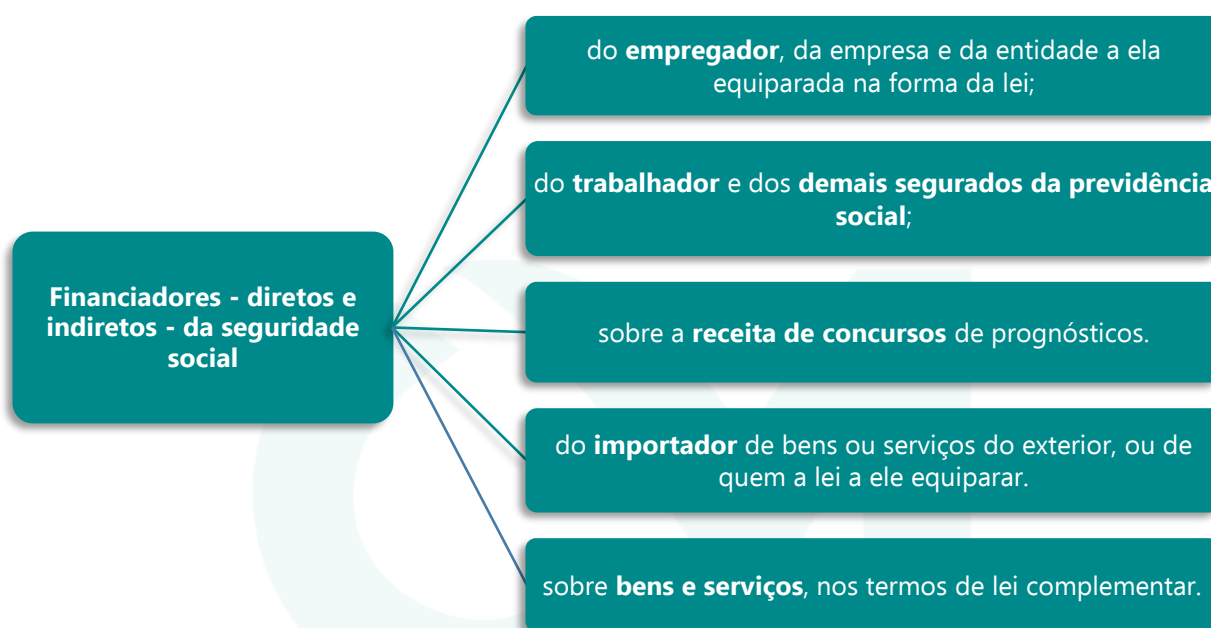 do empregador, da empresa e da entidade a ela
equiparada na forma da lei;
do trabalhador e dos demais segurados da previdência
social;
Financiadores - diretos e
indiretos - da seguridade
social
sobre a receita de concursos de prognósticos.
do importador de bens ou serviços do exterior, ou de
quem a lei a ele equiparar.
sobre bens e serviços, nos termos de lei complementar.